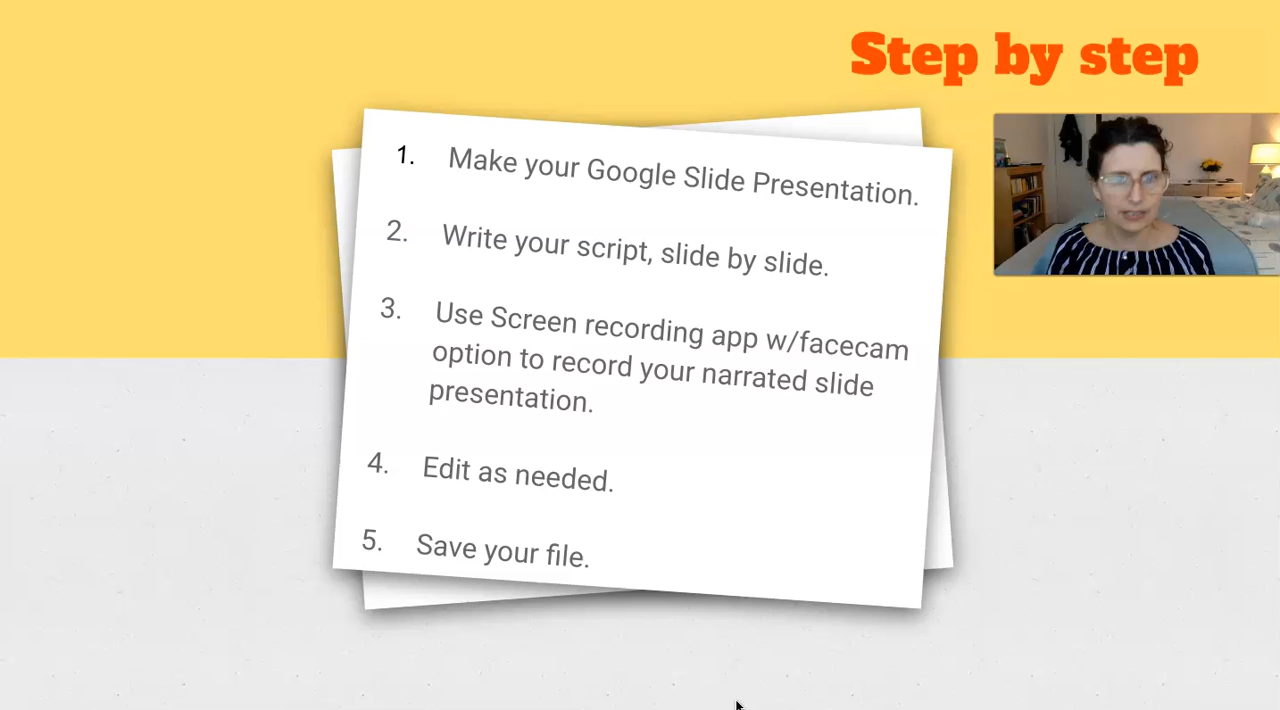 Step by step
1. Make your Google Slide Presentation.
2. Write your script, slide by slide.
3. Use Screen recording app w/facecam
option to record your narrated slide
presentation.
4. Edit as needed.
5. Save your file.